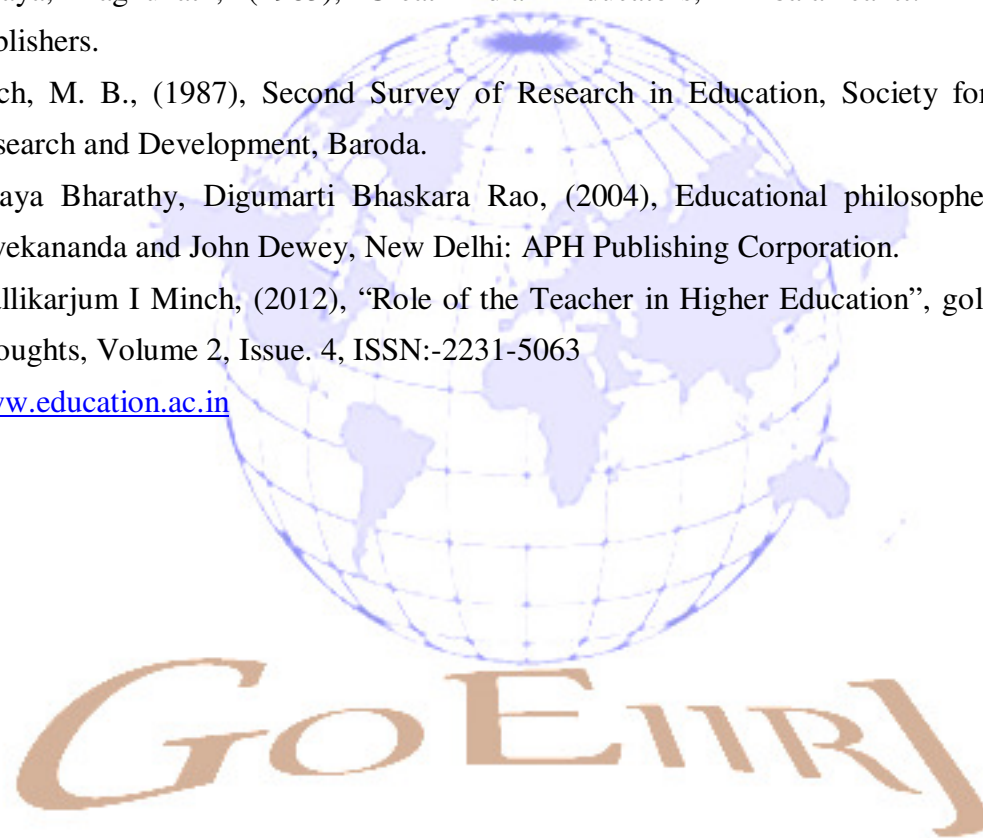 blishers.
ch, M. B., (1987), Second Survey of Research in Education, Society for
search and Development, Baroda.
aya Bharathy, Digumarti Bhaskara Rao, (2004), Educational philosophe
vekananda and John Dewey, New Delhi: APH Publishing Corporation.
llikarjum I Minch, (2012), “Role of the Teacher in Higher Education”, gol
oughts, Volume 2, Issue. 4, ISSN:-2231-5063
ww.education.ac.in
GOEIIRJ